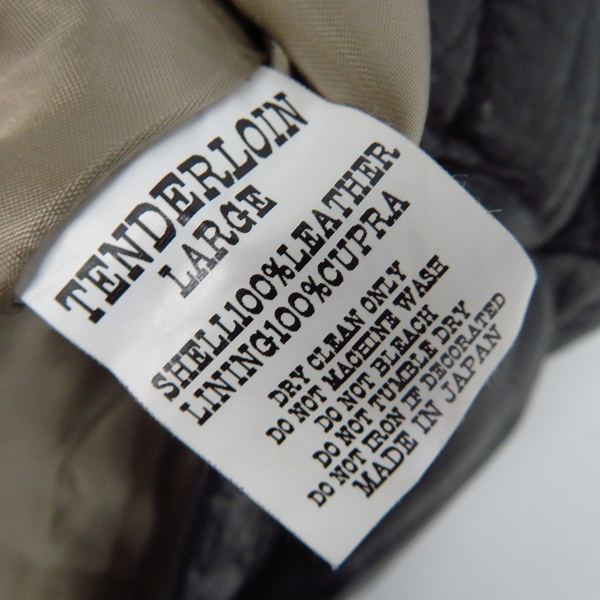 TENDERLOIN
LARGE
SHELL100%LEATHER
LINING100%CUPRA
DRY CLEAN ONLY
DO NOT MACHINE WASH
DO NOT BLEACH
DO NOT TUMBLE DRY
DO NOT IRON IF DECORATED
MADE IN JAPAN